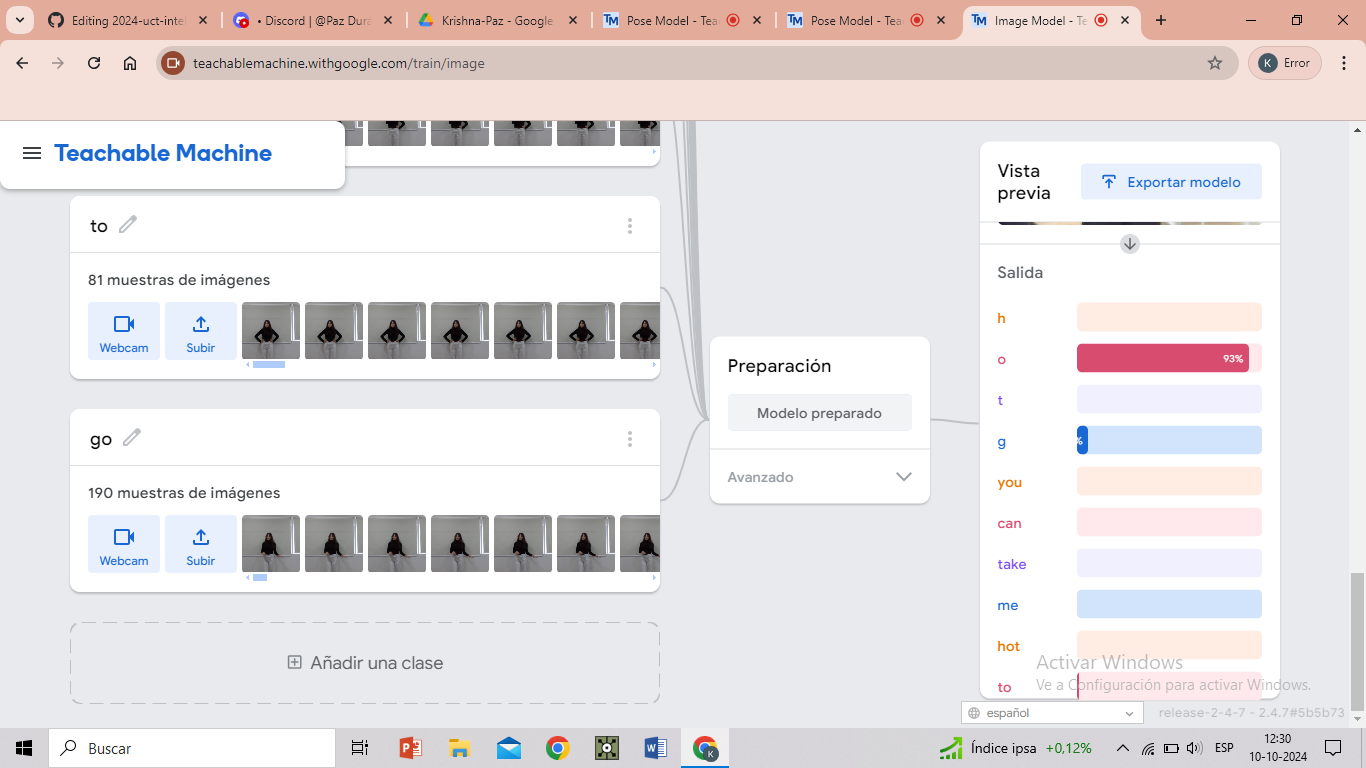 Editing 2024-uct-intel
• Discord | @Paz Dura
Krishna-Paz - Google
Pose Model - Tea
Pose Model - Tea
Image Model - Te
teachablemachine.withgoogle.com/train/image
K
Error
Teachable Machine
to
81 muestras de imágenes
Webcam
Subir
go
190 muestras de imágenes
Webcam
Subir
Añadir una clase
Preparación
Modelo preparado
Avanzado
Vista previa
Exportar modelo
Salida
h
o
93%
t
g
%
you
can
take
me
hot
to
Activar Windows
Ve a Configuración para activar Windows.
español
release-2-4-7 - 2.4.7#5b5b73
Buscar
Índice ipsa +0,12%
ESP
12:30
10-10-2024